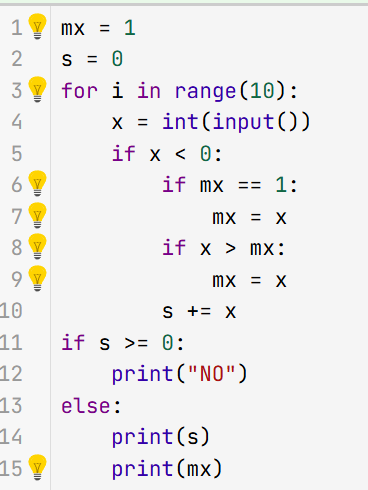 1 mx = 1
2 s = 0
3 for i in range(10):
4     x = int(input())
5     if x < 0:
6         if mx == 1:
7             mx = x
8         if x > mx:
9             mx = x
10         s += x
11 if s >= 0:
12     print("NO")
13 else:
14     print(s)
15     print(mx)